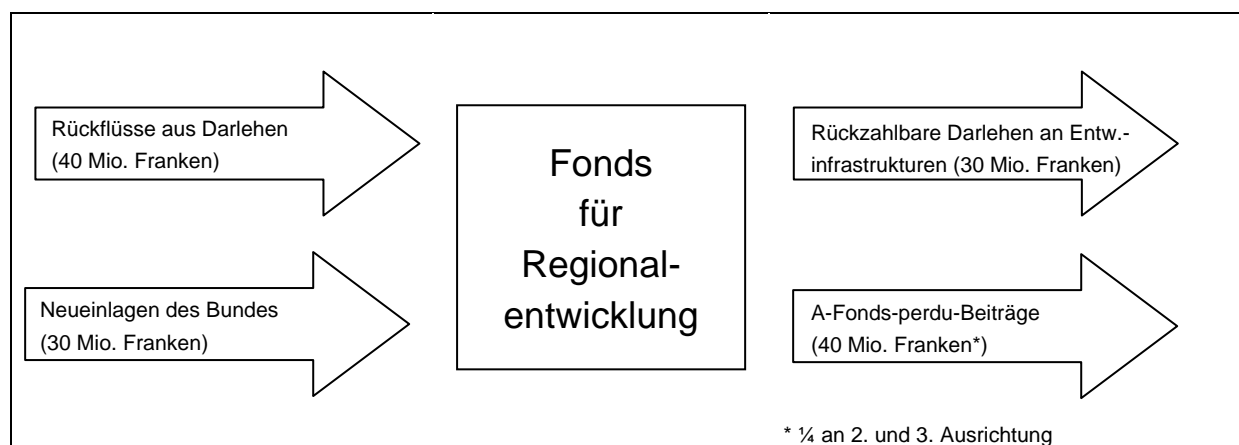 Rückflüsse aus Darlehen
(40 Mio. Franken)
Neueinlagen des Bundes
(30 Mio. Franken)
Fonds
für
Regional-
entwicklung
Rückzahlbare Darlehen an Entw.-
infrastrukturen (30 Mio. Franken)
A-Fonds-perdu-Beiträge
(40 Mio. Franken*)
* ¼ an 2. und 3. Ausrichtung